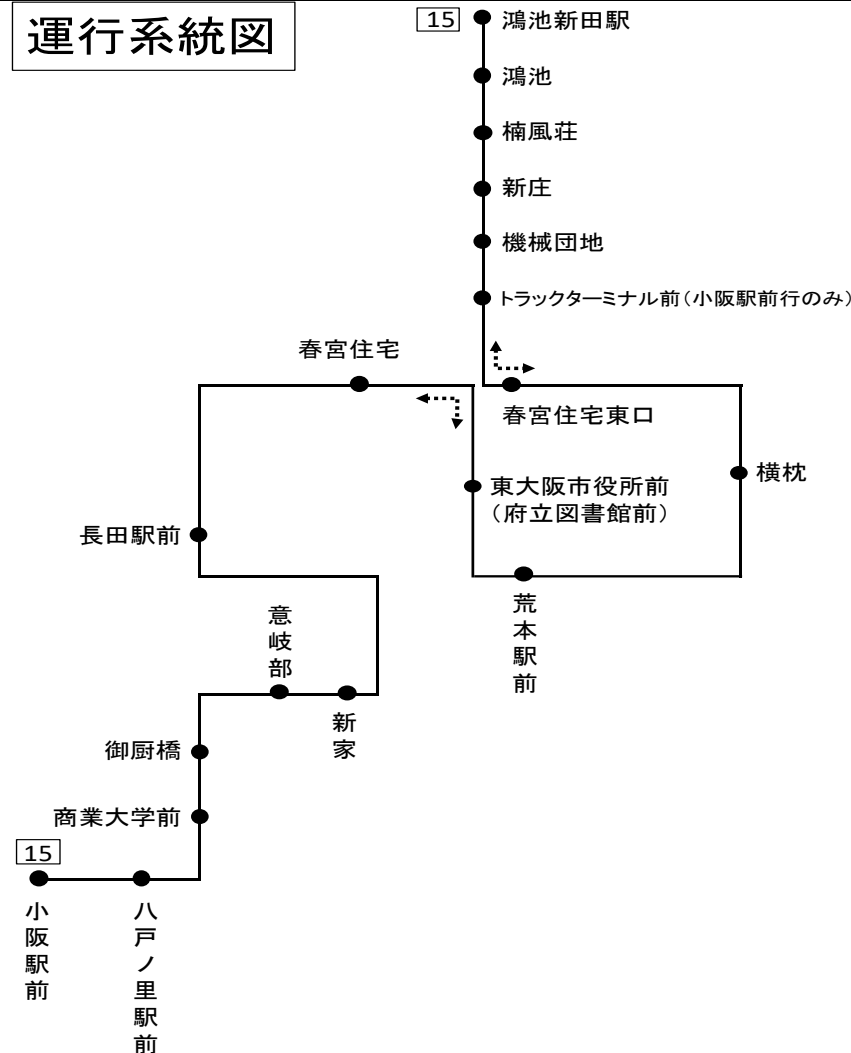 運行系統図
15
鴻池新田駅
鴻池
楠風荘
新庄
機械団地
トラックターミナル前(小阪駅前行のみ)
春宮住宅
春宮住宅東口
横枕
東大阪市役所前
(府立図書館前)
長田駅前
荒本駅前
意岐部
新家
御厨橋
商業大学前
15
小阪駅前
八戸ノ里駅前